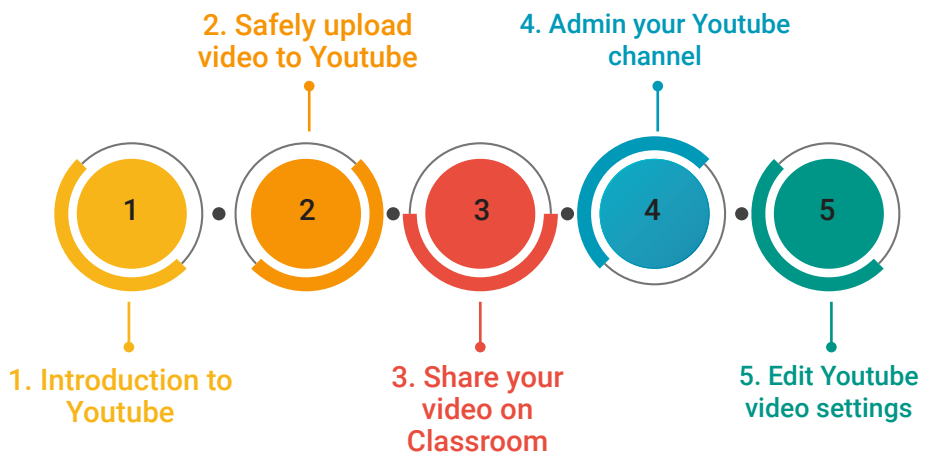 2. Safely upload
video to Youtube
4. Admin your Youtube
channel
1
2
3
4
5
1. Introduction to
Youtube
3. Share your
video on
Classroom
5. Edit Youtube
video settings